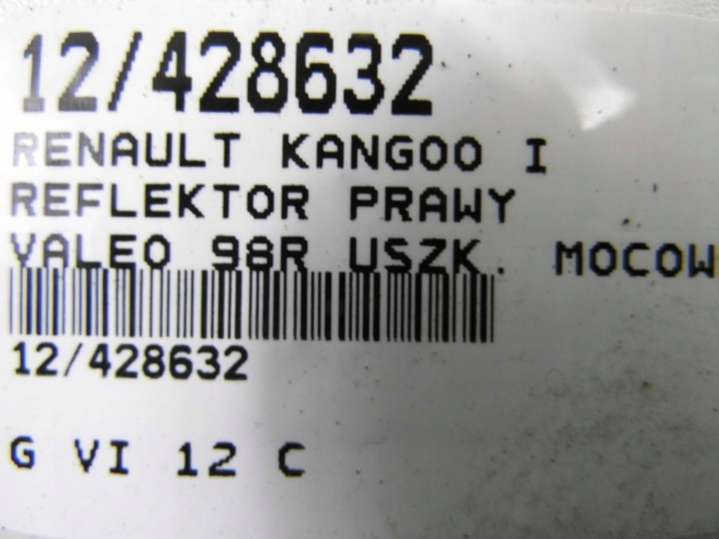 12/428632
RENAULT KANGOO I
REFLEKTOR PRAWY
VALEO 98R USZK. MOCOW
12/428632
G VI 12 C